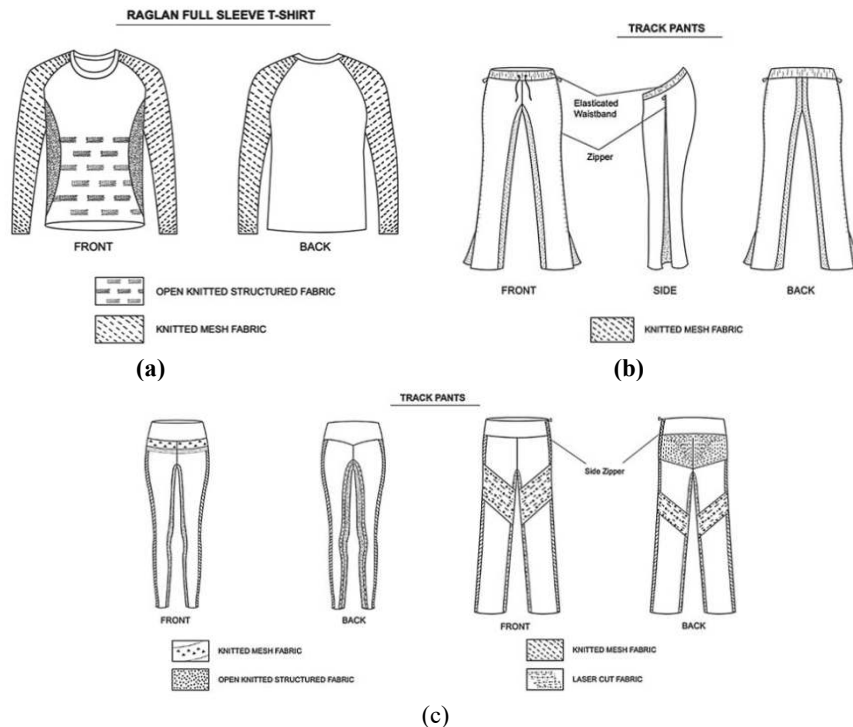 RAGLAN FULL SLEEVE T-SHIRT
FRONT
BACK
OPEN KNITTED STRUCTURED FABRIC
KNITTED MESH FABRIC
(a)
TRACK PANTS
Elasticated
Waistband
Zipper
FRONT
SIDE
BACK
KNITTED MESH FABRIC
(b)
TRACK PANTS
FRONT
BACK
KNITTED MESH FABRIC
OPEN KNITTED STRUCTURED FABRIC
Side Zipper
FRONT
BACK
KNITTED MESH FABRIC
LASER CUT FABRIC
(c)